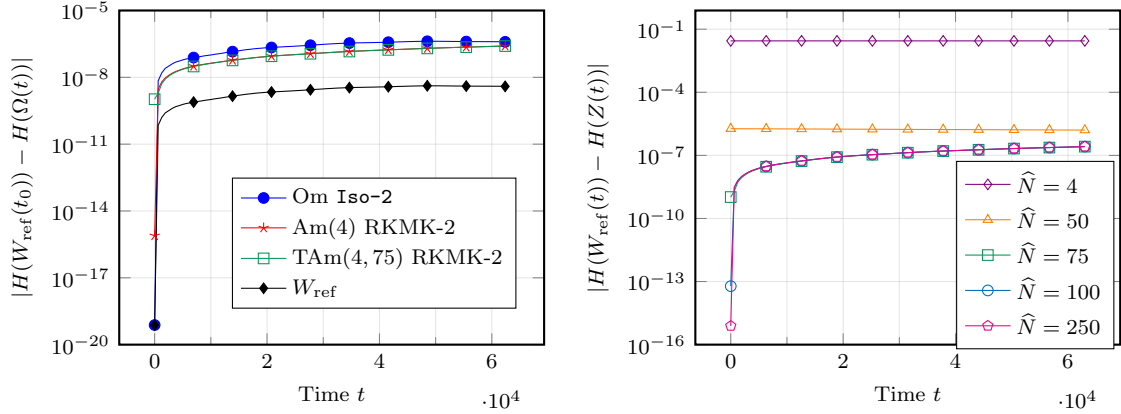 |H(W_ref(t_0)) − H(Ω(t))|
10^−5
10^−8
10^−11
10^−14
10^−17
10^−20
Om Iso-2
Am(4) RKMK-2
TAm(4, 75) RKMK-2
W_ref
0 2 4 6
Time t
·10^4
|H(W_ref(t)) − H(Z(t))|
10^−1
10^−4
10^−7
10^−10
10^−13
10^−16
N̂ = 4
N̂ = 50
N̂ = 75
N̂ = 100
N̂ = 250
0 2 4 6
Time t
·10^4